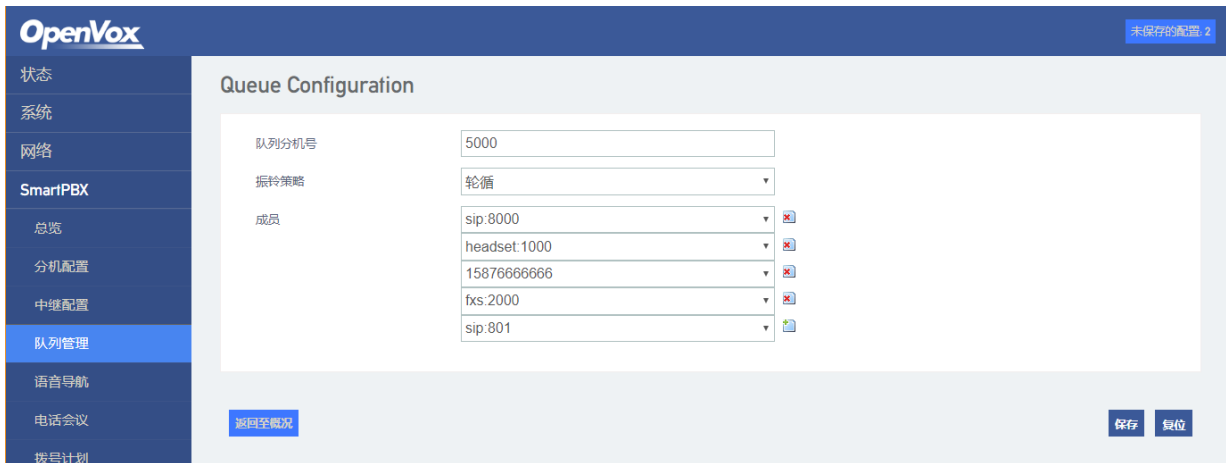 OpenVox
未保存的配置: 2
状态
系统
网络
SmartPBX
总览
分机配置
中继配置
队列管理
语音导航
电话会议
拨号计划
Queue Configuration
队列分机号 5000
振铃策略 轮循
成员 sip:8000
headset:1000
15876666666
fxs:2000
sip:801
返回至概况 保存 复位